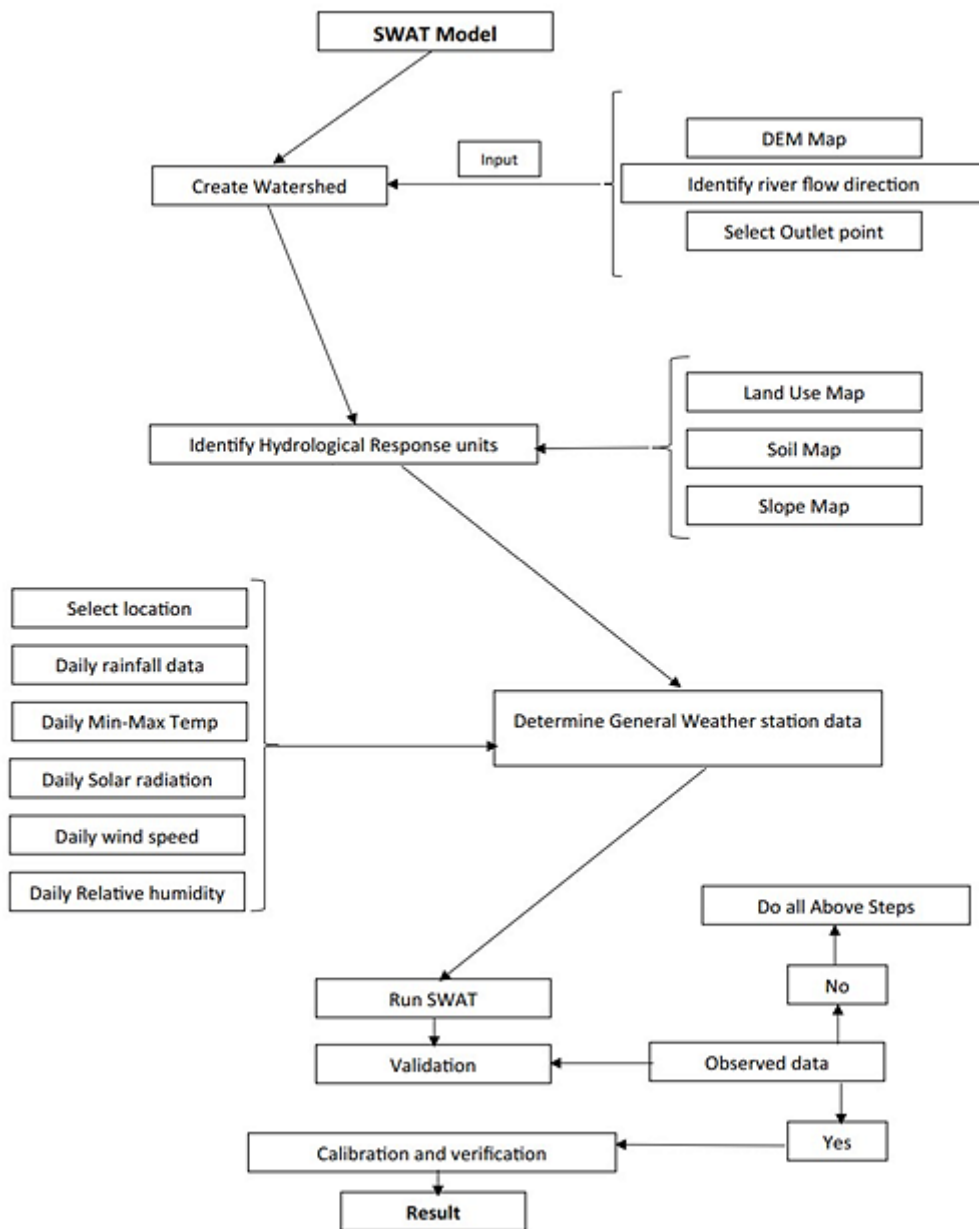 SWAT Model
Input
DEM Map
Create Watershed
Identify river flow direction
Select Outlet point
Land Use Map
Identify Hydrological Response units
Soil Map
Slope Map
Select location
Daily rainfall data
Daily Min-Max Temp
Determine General Weather station data
Daily Solar radiation
Daily wind speed
Daily Relative humidity
Do all Above Steps
No
Run SWAT
Validation
Observed data
Yes
Calibration and verification
Result